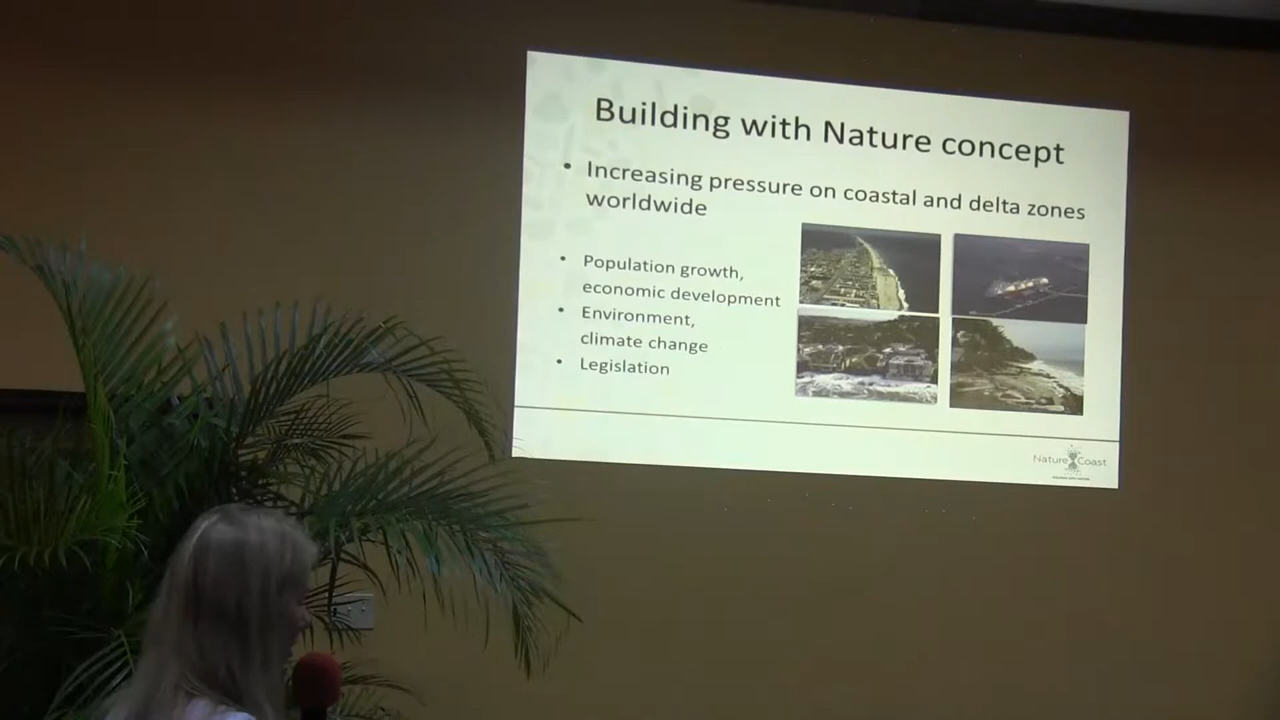 Building with Nature concept
• Increasing pressure on coastal and delta zones
worldwide
• Population growth,
economic development
• Environment,
climate change
• Legislation
Nature Coast